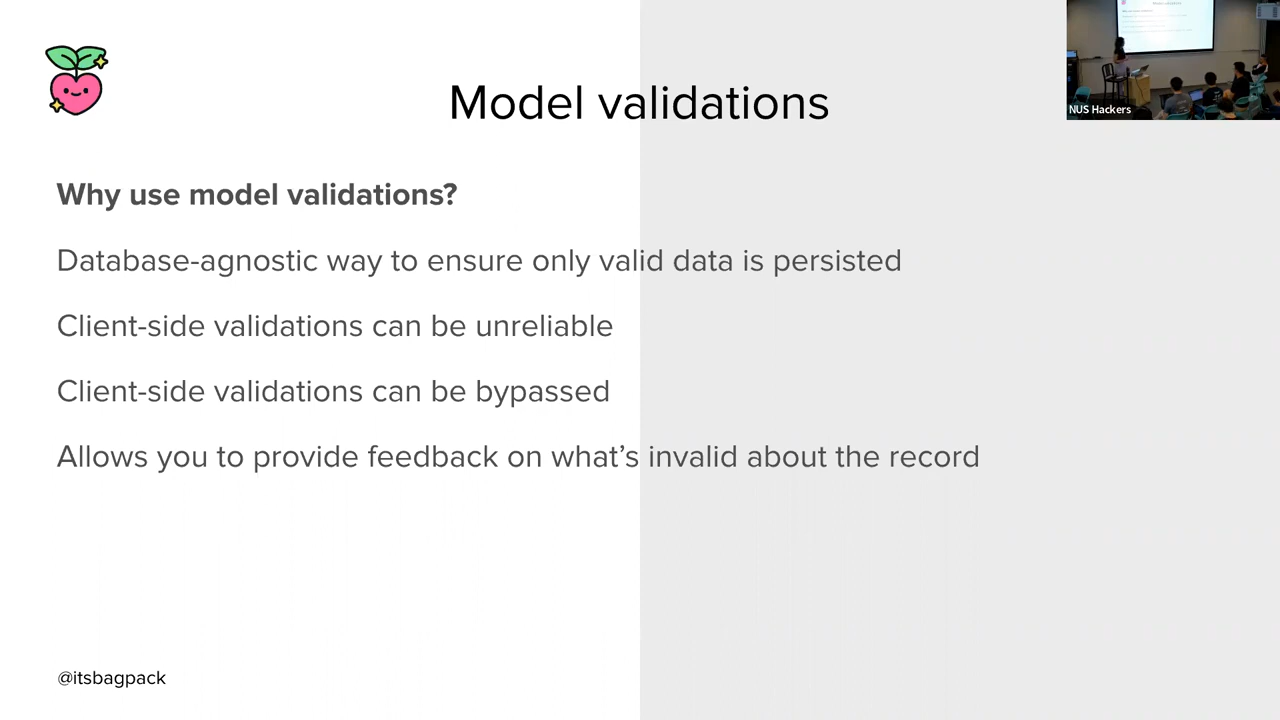 Model validations
NUS Hackers
Why use model validations?
Database-agnostic way to ensure only valid data is persisted
Client-side validations can be unreliable
Client-side validations can be bypassed
Allows you to provide feedback on what's invalid about the record
@itsbagpack